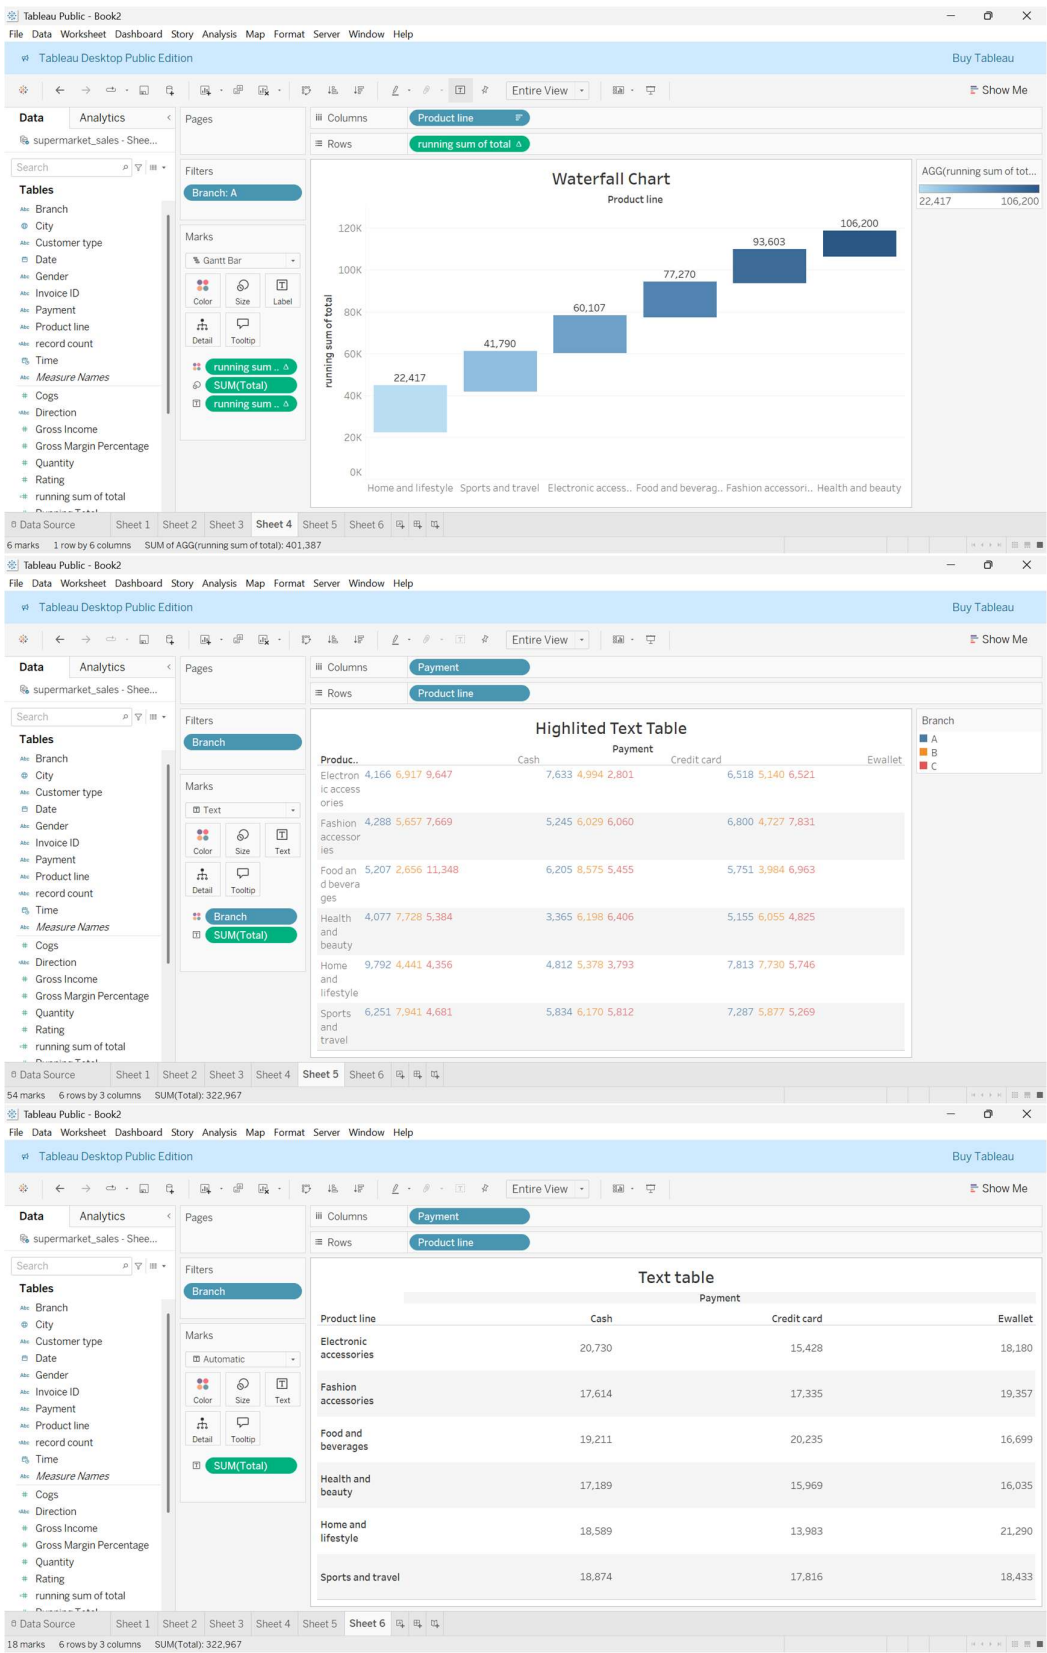 Tableau Public - Book2
File Data Worksheet Dashboard Story Analysis Map Format Server Window Help
Tableau Desktop Public Edition
Buy Tableau
Entire View
Show Me
Data
Analytics
Pages
Columns
Product line
supermarket_sales - Shee...
Rows
running sum of total
Search
Filters
Branch: A
Waterfall Chart
Product line
AGG(running sum of tot...
22,417 106,200
Tables
Branch
City
Customer type
Date
Gender
Invoice ID
Payment
Product line
record count
Time
Measure Names
Cogs
Direction
Gross Income
Gross Margin Percentage
Quantity
Rating
running sum of total
Running Total
Marks
Gantt Bar
Color Size Label
Detail Tooltip
running sum ..
SUM(Total)
running sum ..
running sum of total
120K
100K
80K
60K
40K
20K
0K
22,417
41,790
60,107
77,270
93,603
106,200
Home and lifestyle Sports and travel Electronic access.. Food and beverag.. Fashion accessori.. Health and beauty
Data Source Sheet 1 Sheet 2 Sheet 3 Sheet 4 Sheet 5 Sheet 6
6 marks 1 row by 6 columns SUM of AGG(running sum of total): 401,387
Tableau Public - Book2
File Data Worksheet Dashboard Story Analysis Map Format Server Window Help
Tableau Desktop Public Edition
Buy Tableau
Entire View
Show Me
Data
Analytics
Pages
Columns
Payment
supermarket_sales - Shee...
Rows
Product line
Search
Filters
Branch
Tables
Branch
City
Customer type
Date
Gender
Invoice ID
Payment
Product line
record count
Time
Measure Names
Cogs
Direction
Gross Income
Gross Margin Percentage
Quantity
Rating
running sum of total
Running Total
Marks
Text
Color Size Text
Detail Tooltip
Branch
SUM(Total)
Highlited Text Table
Payment
Produc.. Cash Credit card Ewallet
Electron
ic access
ories
4,166 6,917 9,647 7,633 4,994 2,801 6,518 5,140 6,521
Fashion
accessor
ies
4,288 5,657 7,669 5,245 6,029 6,060 6,800 4,727 7,831
Food an
d bevera
ges
5,207 2,656 11,348 6,205 8,575 5,455 5,751 3,984 6,963
Health
and
beauty
4,077 7,728 5,384 3,365 6,198 6,406 5,155 6,055 4,825
Home
and
lifestyle
9,792 4,441 4,356 4,812 5,378 3,793 7,813 7,730 5,746
Sports
and
travel
6,251 7,941 4,681 5,834 6,170 5,812 7,287 5,877 5,269
Branch
A
B
C
Data Source Sheet 1 Sheet 2 Sheet 3 Sheet 4 Sheet 5 Sheet 6
54 marks 6 rows by 3 columns SUM(Total): 322,967
Tableau Public - Book2
File Data Worksheet Dashboard Story Analysis Map Format Server Window Help
Tableau Desktop Public Edition
Buy Tableau
Entire View
Show Me
Data
Analytics
Pages
Columns
Payment
supermarket_sales - Shee...
Rows
Product line
Search
Filters
Branch
Tables
Branch
City
Customer type
Date
Gender
Invoice ID
Payment
Product line
record count
Time
Measure Names
Cogs
Direction
Gross Income
Gross Margin Percentage
Quantity
Rating
running sum of total
Running Total
Marks
Automatic
Color Size Text
Detail Tooltip
SUM(Total)
Text table
Payment
Product line Cash Credit card Ewallet
Electronic
accessories
20,730 15,428 18,180
Fashion
accessories
17,614 17,335 19,357
Food and
beverages
19,211 20,235 16,699
Health and
beauty
17,189 15,969 16,035
Home and
lifestyle
18,589 13,983 21,290
Sports and travel 18,874 17,816 18,433
Data Source Sheet 1 Sheet 2 Sheet 3 Sheet 4 Sheet 5 Sheet 6
18 marks 6 rows by 3 columns SUM(Total): 322,967